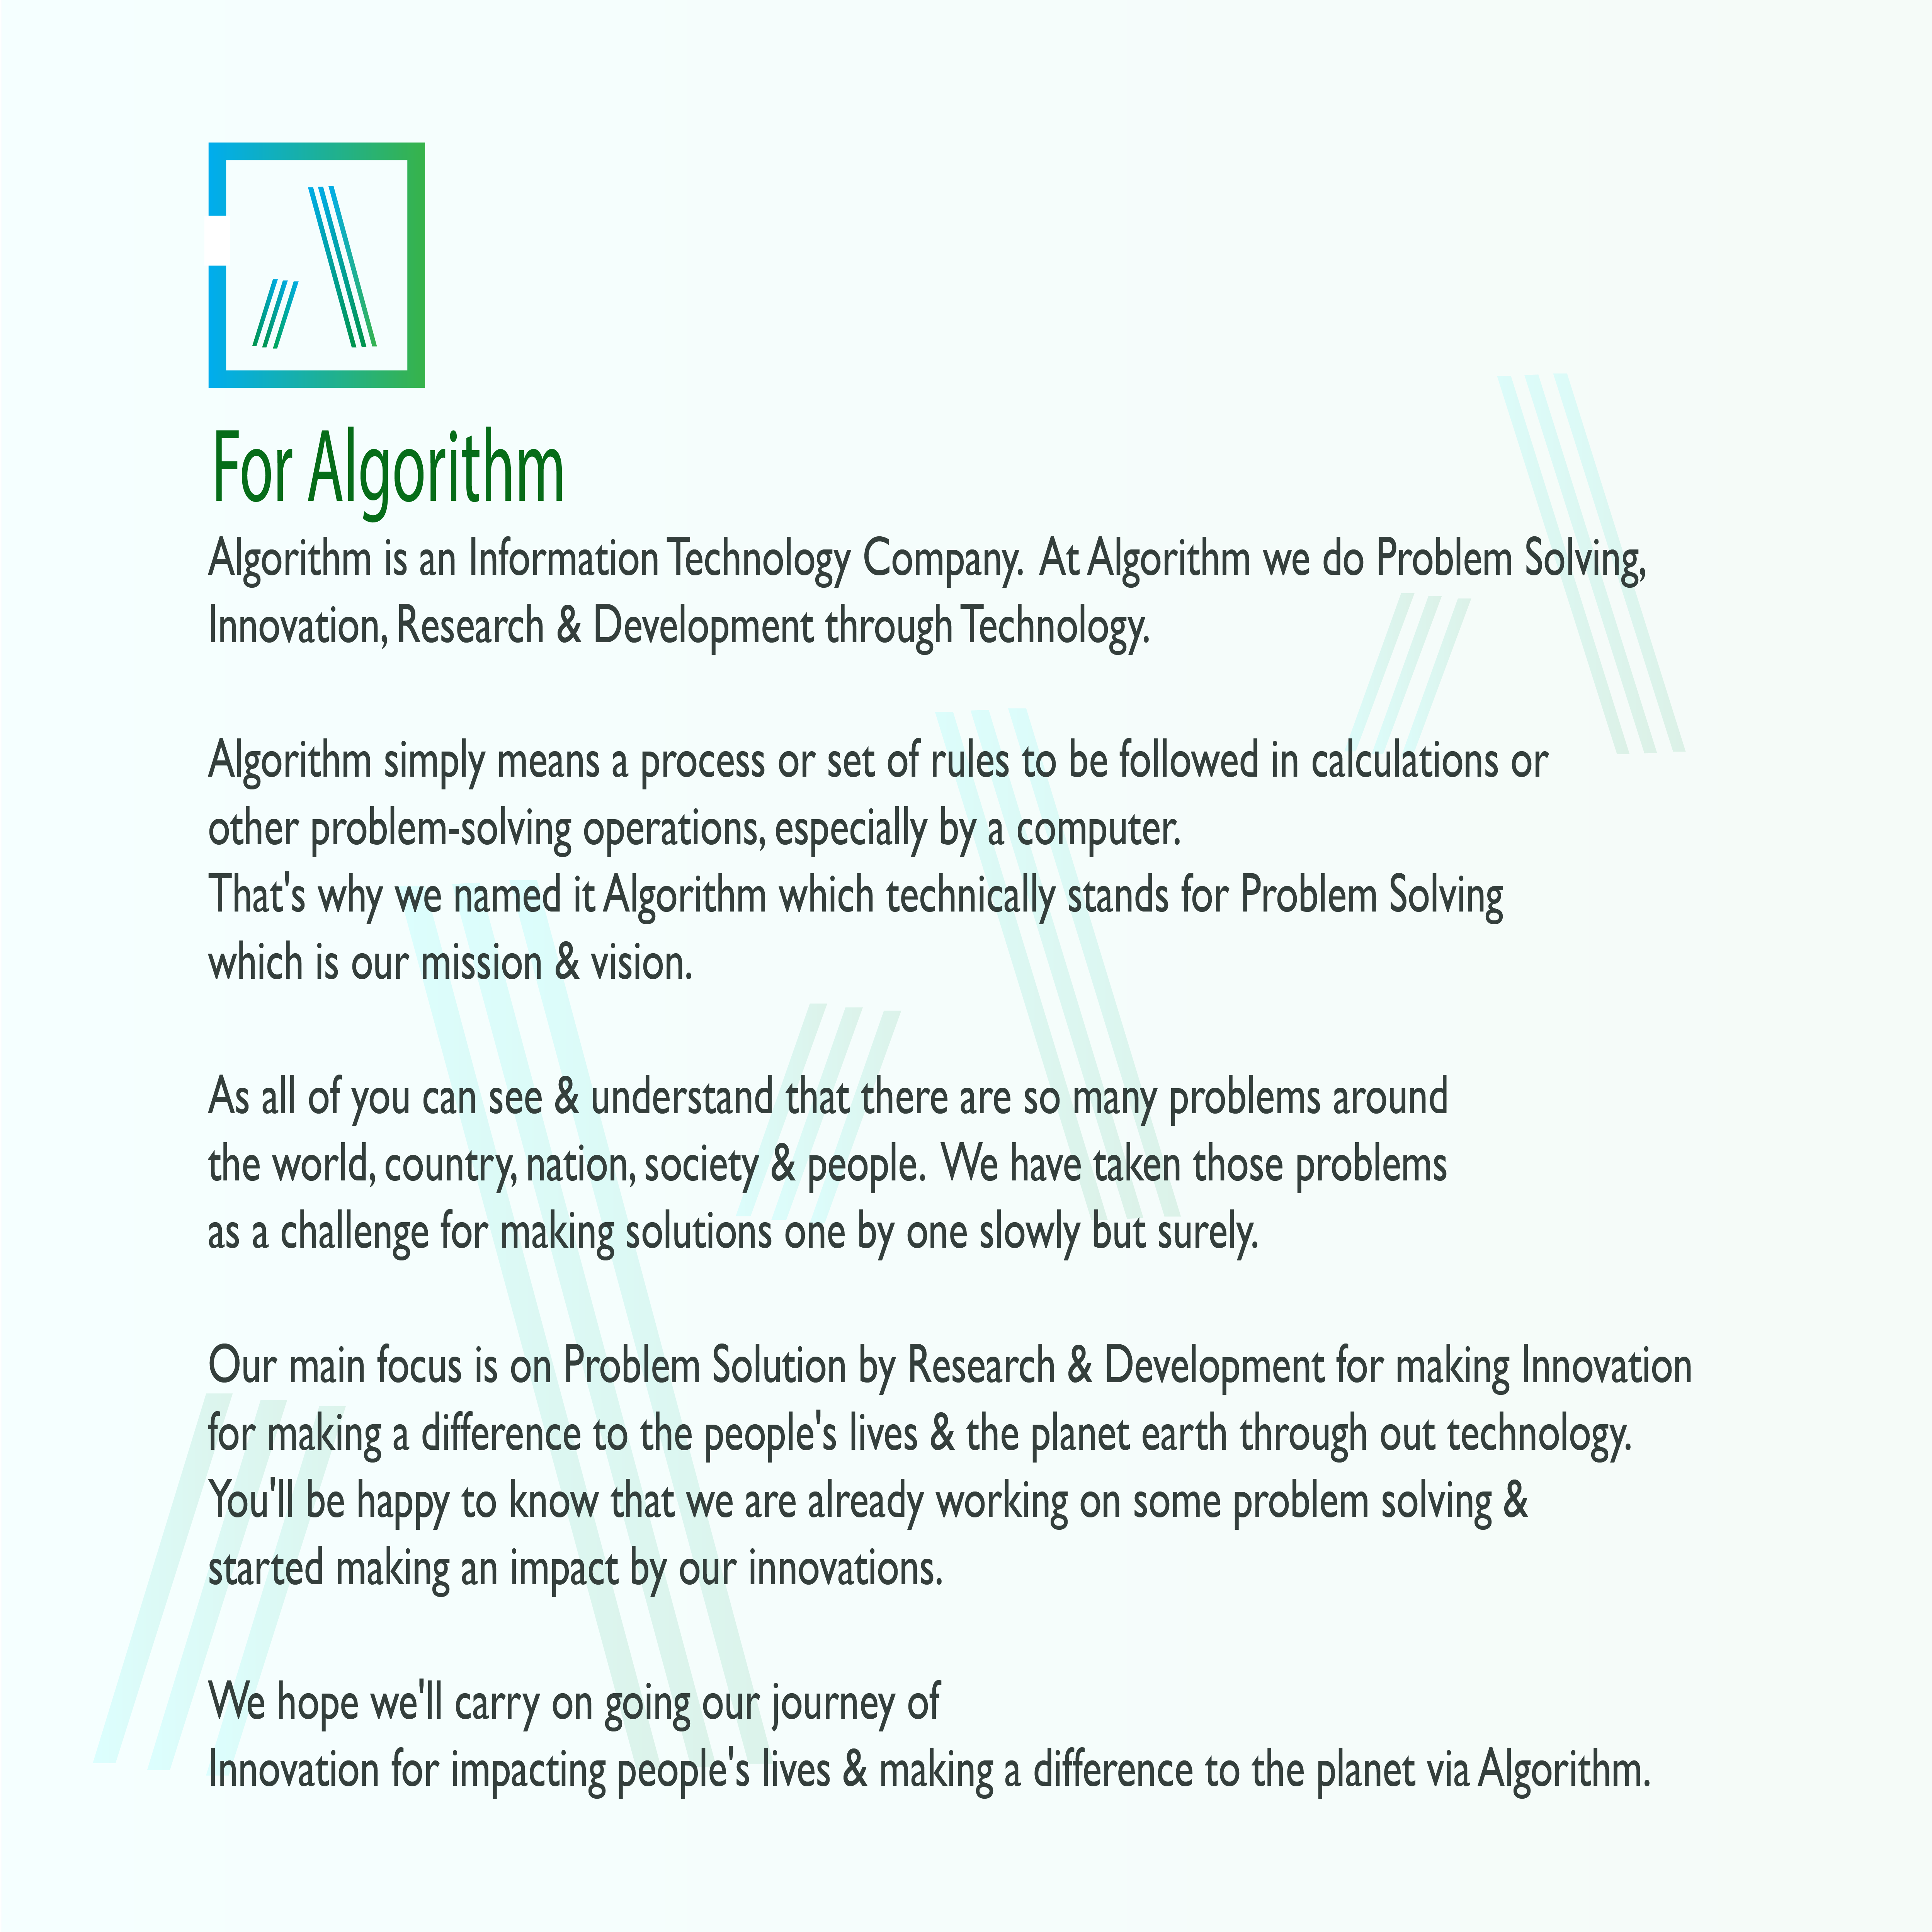 For Algorithm
Algorithm is an Information Technology Company. At Algorithm we do Problem Solving,
Innovation, Research & Development through Technology.
Algorithm simply means a process or set of rules to be followed in calculations or
other problem-solving operations, especially by a computer.
That's why we named it Algorithm which technically stands for Problem Solving
which is our mission & vision.
As all of you can see & understand that there are so many problems around
the world, country, nation, society & people. We have taken those problems
as a challenge for making solutions one by one slowly but surely.
Our main focus is on Problem Solution by Research & Development for making Innovation
for making a difference to the people's lives & the planet earth through out technology.
You'll be happy to know that we are already working on some problem solving &
started making an impact by our innovations.
We hope we'll carry on going our journey of
Innovation for impacting people's lives & making a difference to the planet via Algorithm.